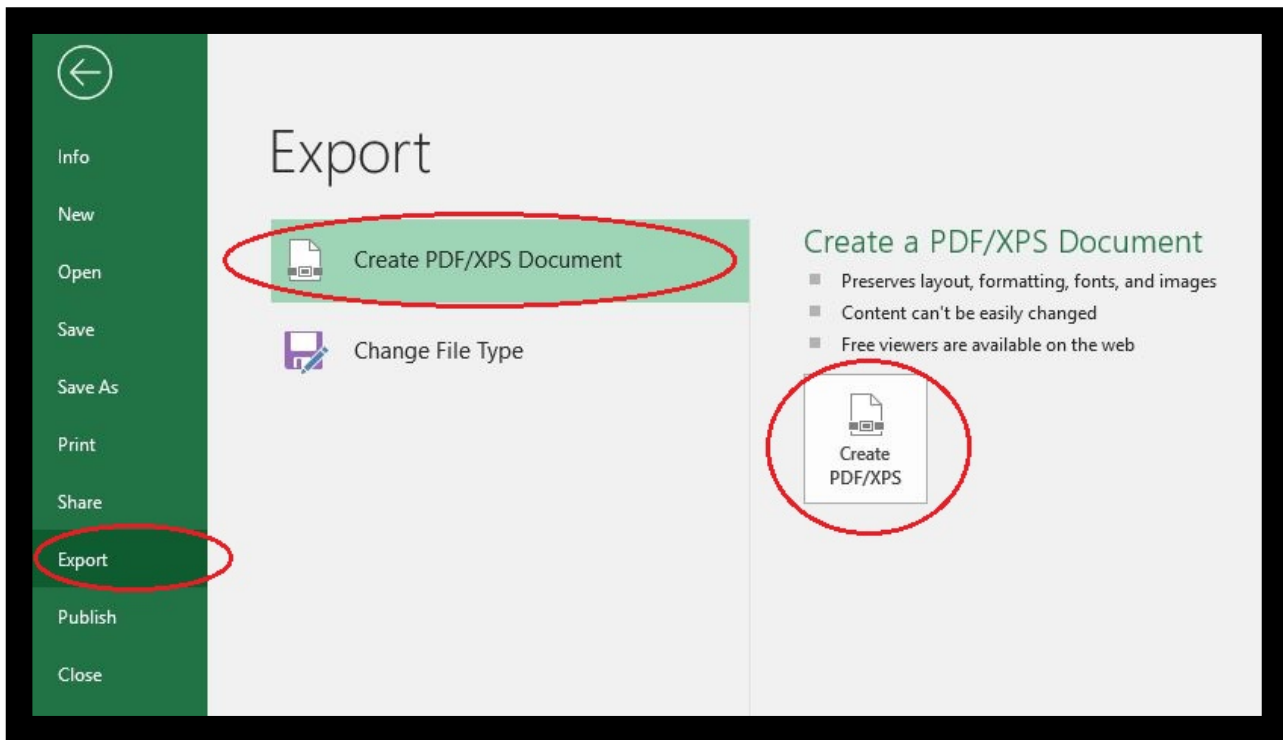 Info
New
Open
Save
Save As
Print
Share
Export
Publish
Close
Export
Create PDF/XPS Document
Change File Type
Create a PDF/XPS Document
Preserves layout, formatting, fonts, and images
Content can't be easily changed
Free viewers are available on the web
Create
PDF/XPS